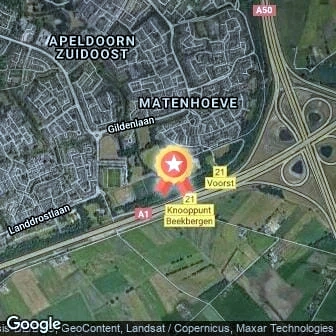 A50
APELDOORN
ZUIDOOST
MATENHOEVE
Gildenlaan
21
Voorst
Landdrostlaan
A1
21
Knooppunt
Beekbergen
Google
GeoContent, Landsat / Copernicus, Maxar Technologies